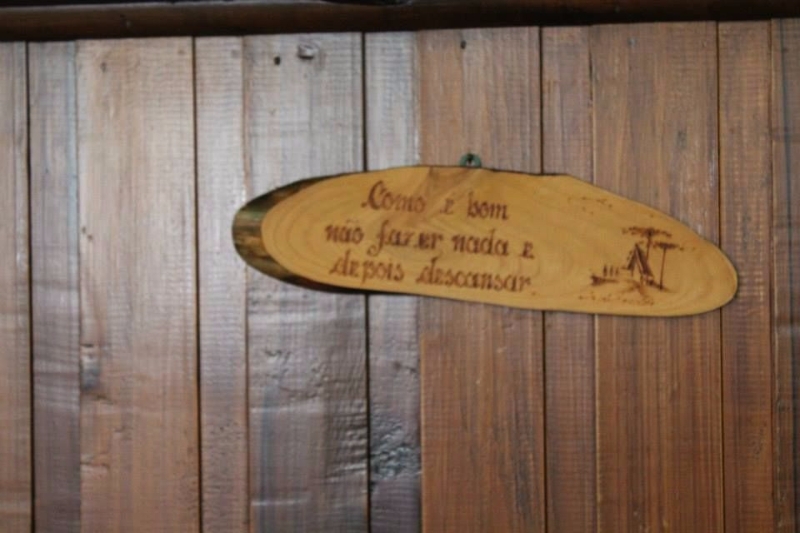 Como e bom
não fazer nada e
depois descansar